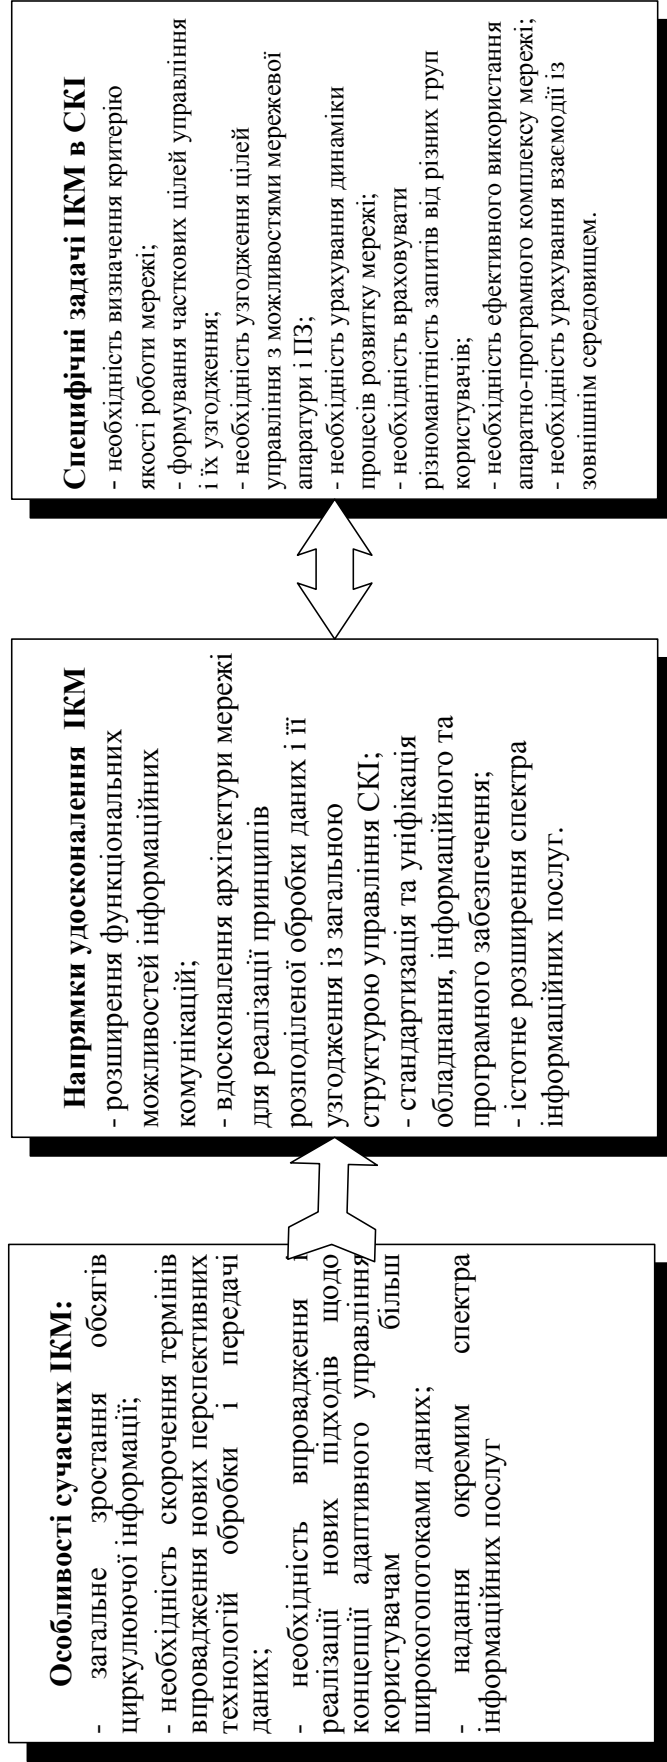 Особливості сучасних ІКМ:
- загальне зростання обсягів
циркулюючої інформації;
- необхідність скорочення термінів
впровадження нових перспективних
технологій обробки і передачі
даних;
- необхідність впровадження і
реалізації нових підходів щодо
концепції адаптивного управління
користувачам більш
широкогопотоками даних;
- надання окремим спектра
інформаційних послуг
Напрямки удосконалення ІКМ
- розширення функціональних
можливостей інформаційних
комунікацій;
- вдосконалення архітектури мережі
для реалізації принципів
розподіленої обробки даних і її
узгодження із загальною
структурою управління СКІ;
- стандартизація та уніфікація
обладнання, інформаційного та
програмного забезпечення;
- істотне розширення спектра
інформаційних послуг.
Специфічні задачі ІКМ в СКІ
- необхідність визначення критерію
якості роботи мережі;
- формування часткових цілей управління
і їх узгодження;
- необхідність узгодження цілей
управління з можливостями мережевої
апаратури і ПЗ;
- необхідність урахування динаміки
процесів розвитку мережі;
- необхідність враховувати
різноманітність запитів від різних груп
користувачів;
- необхідність ефективного використання
апаратно-програмного комплексу мережі;
- необхідність урахування взаємодії із
зовнішнім середовищем.